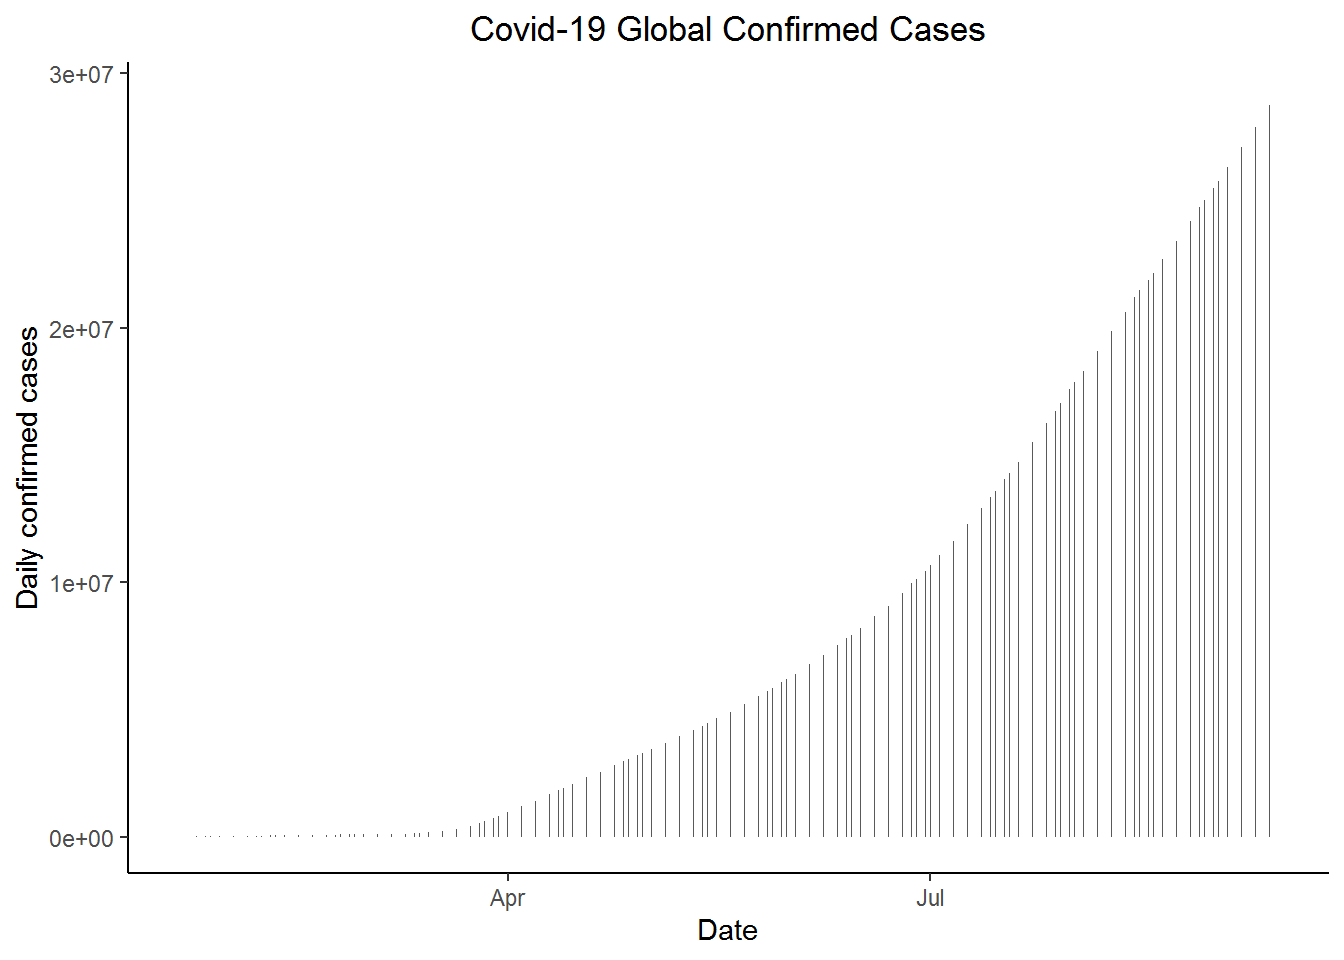 Covid-19 Global Confirmed Cases
3e+07
2e+07
1e+07
0e+00
Daily confirmed cases
Apr
Jul
Date